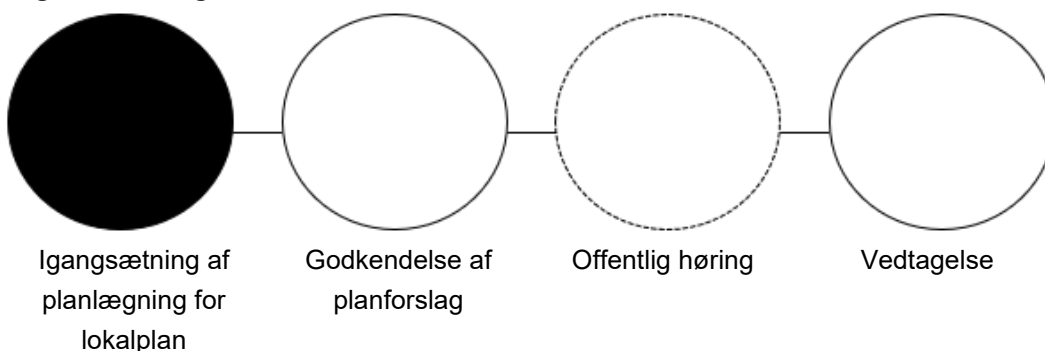 Igangsætning af
planlægning for
lokalplan
Godkendelse af
planforslag
Offentlig høring
Vedtagelse